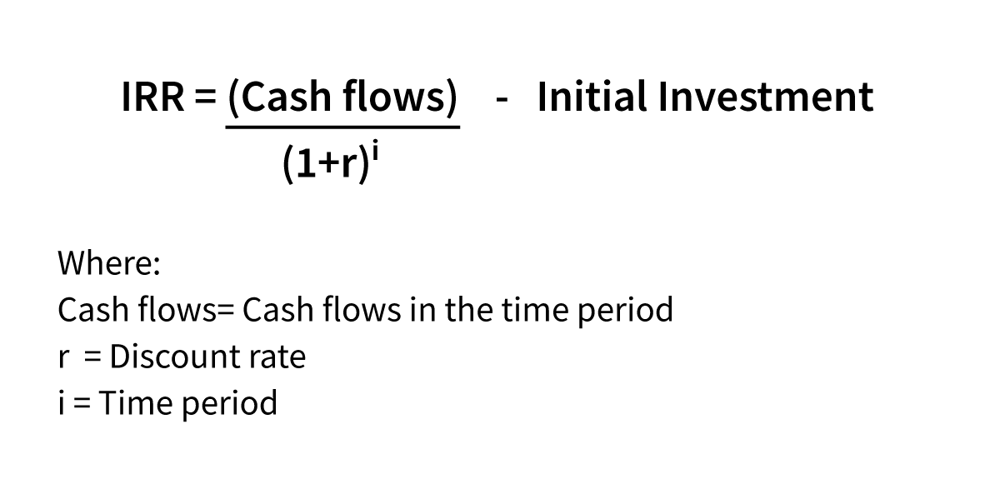 IRR = (Cash flows) - Initial Investment
(1+r)ⁱ
Where:
Cash flows= Cash flows in the time period
r = Discount rate
i = Time period